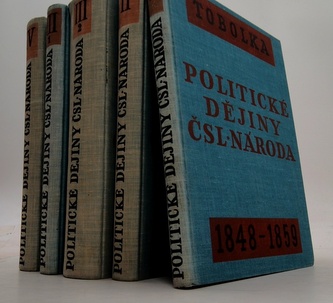 V
POLITICKÉ DĚJINY ČSL·NÁRODA
II
POLITICKÉ DĚJINY ČSL·NÁRODA
III
POLITICKÉ DĚJINY ČSL·NÁRODA
II
POLITICKÉ DĚJINY ČSL·NÁRODA
POLITICKÉ DĚJINY ČSL·NÁRODA
TOBOLKA
POLITICKÉ
DĚJINY
ČSL·NÁRODA
1848-1859